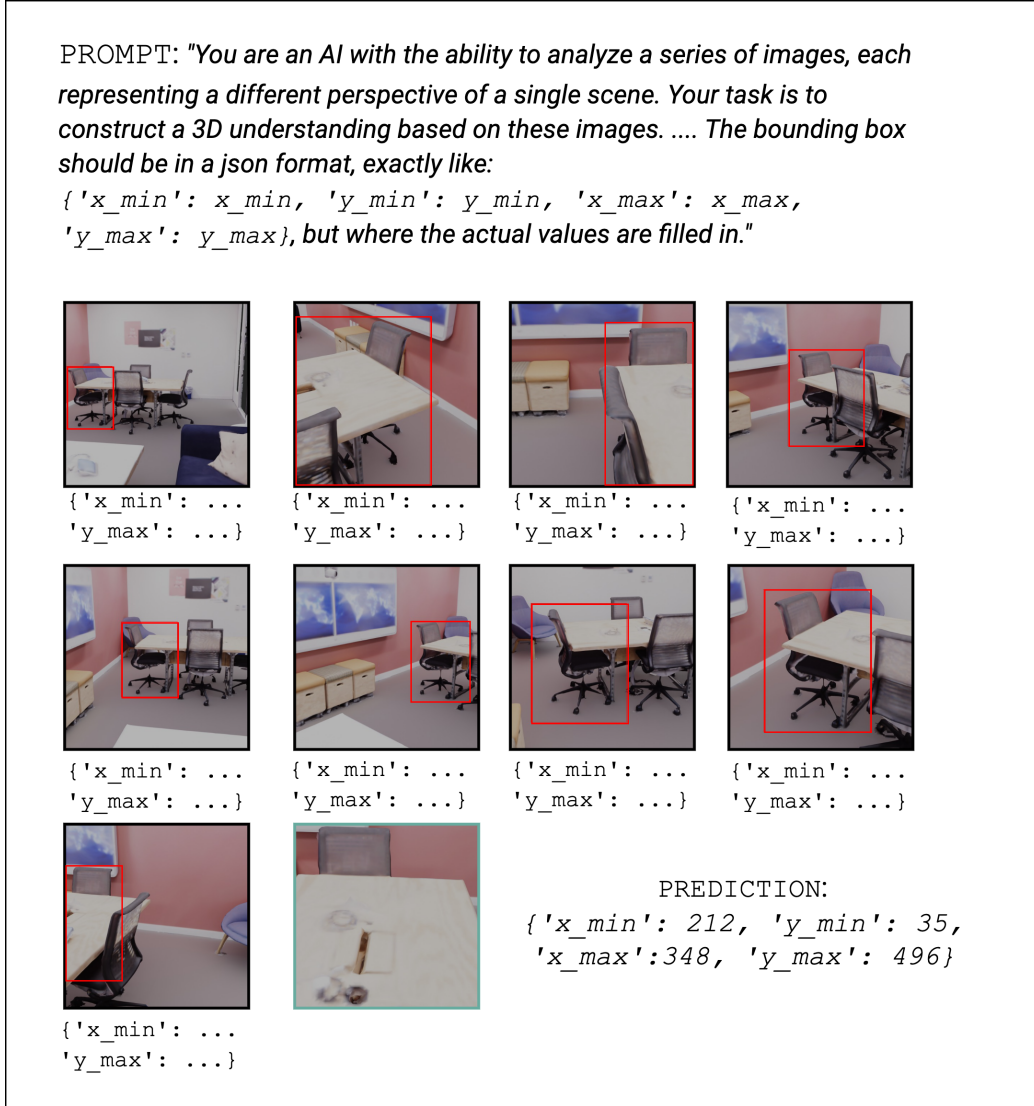 PROMPT: "You are an AI with the ability to analyze a series of images, each
representing a different perspective of a single scene. Your task is to
construct a 3D understanding based on these images. .... The bounding box
should be in a json format, exactly like:
{'x_min': x_min, 'y_min': y_min, 'x_max': x_max,
'y_max': y_max}, but where the actual values are filled in."
{'x_min': ... {'x_min': ... {'x_min': ... {'x_min': ...
'y_max': ...} 'y_max': ...} 'y_max': ...} 'y_max': ...}
{'x_min': ... {'x_min': ... {'x_min': ... {'x_min': ...
'y_max': ...} 'y_max': ...} 'y_max': ...} 'y_max': ...}
PREDICTION:
{'x_min': 212, 'y_min': 35,
'x_max':348, 'y_max': 496}
{'x_min': ...
'y_max': ...}